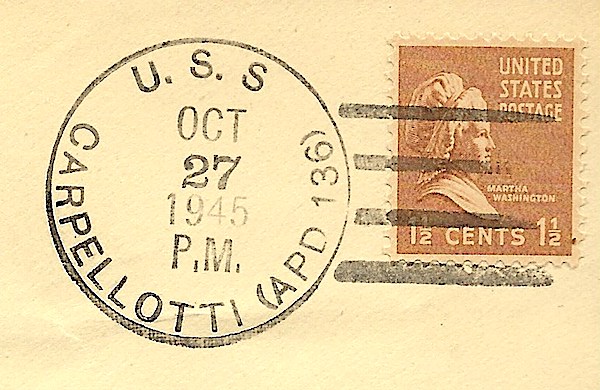 U.S.S
CARPELLOTTI (APD 136)
OCT
27
1945
P.M.
UNITED
STATES
POSTAGE
MARTHA
WASHINGTON
1½ CENTS 1½